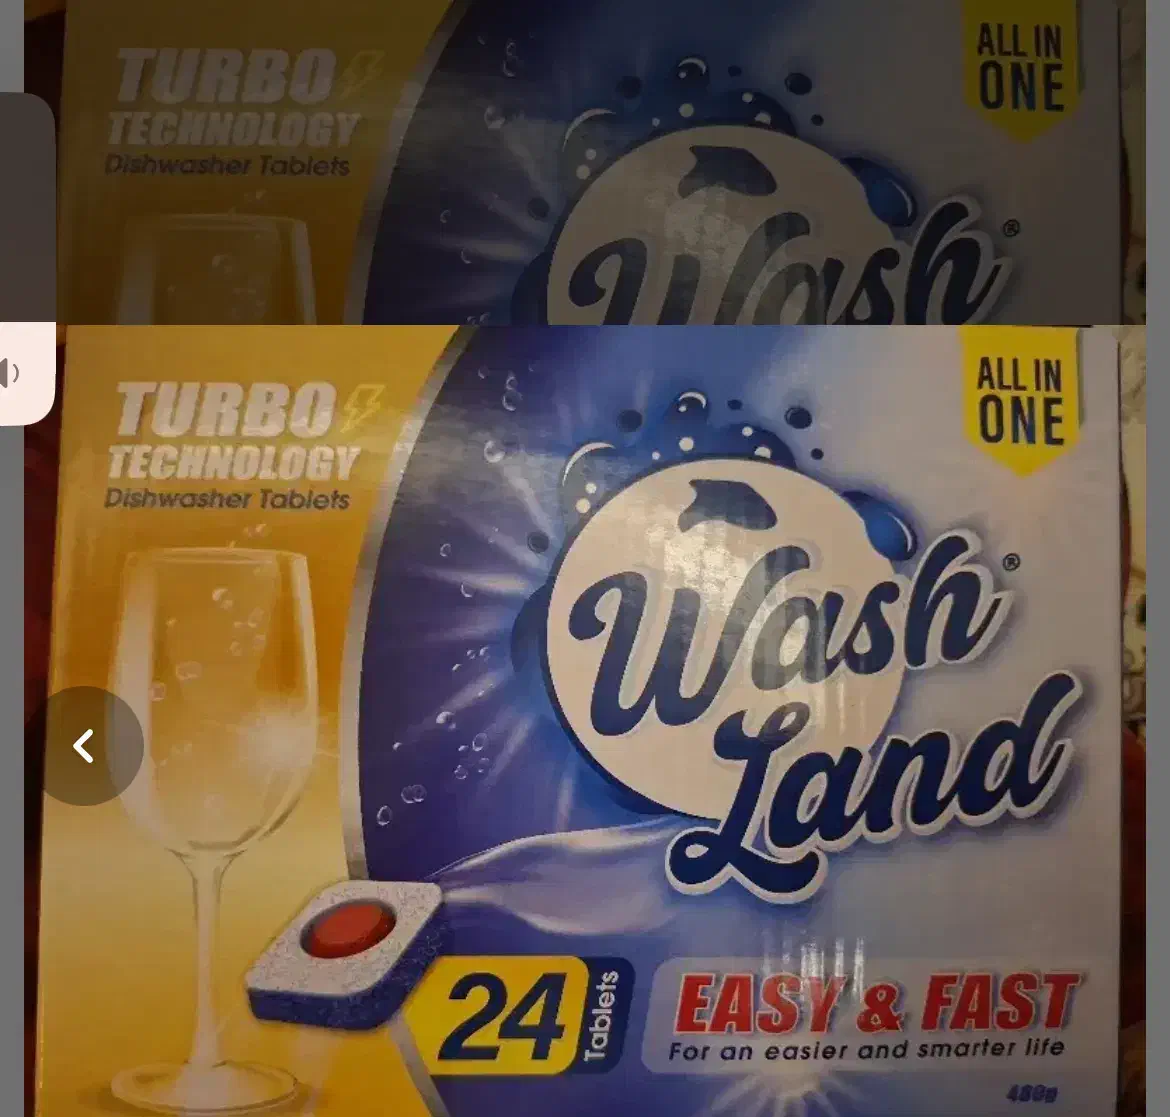 TURBO
TECHNOLOGY
Dishwasher Tablets
ALL IN
ONE
Wash®
TURBO
TECHNOLOGY
Dishwasher Tablets
ALL IN
ONE
Wash®
Land
24
Tablets
EASY & FAST
For an easier and smarter life
480g